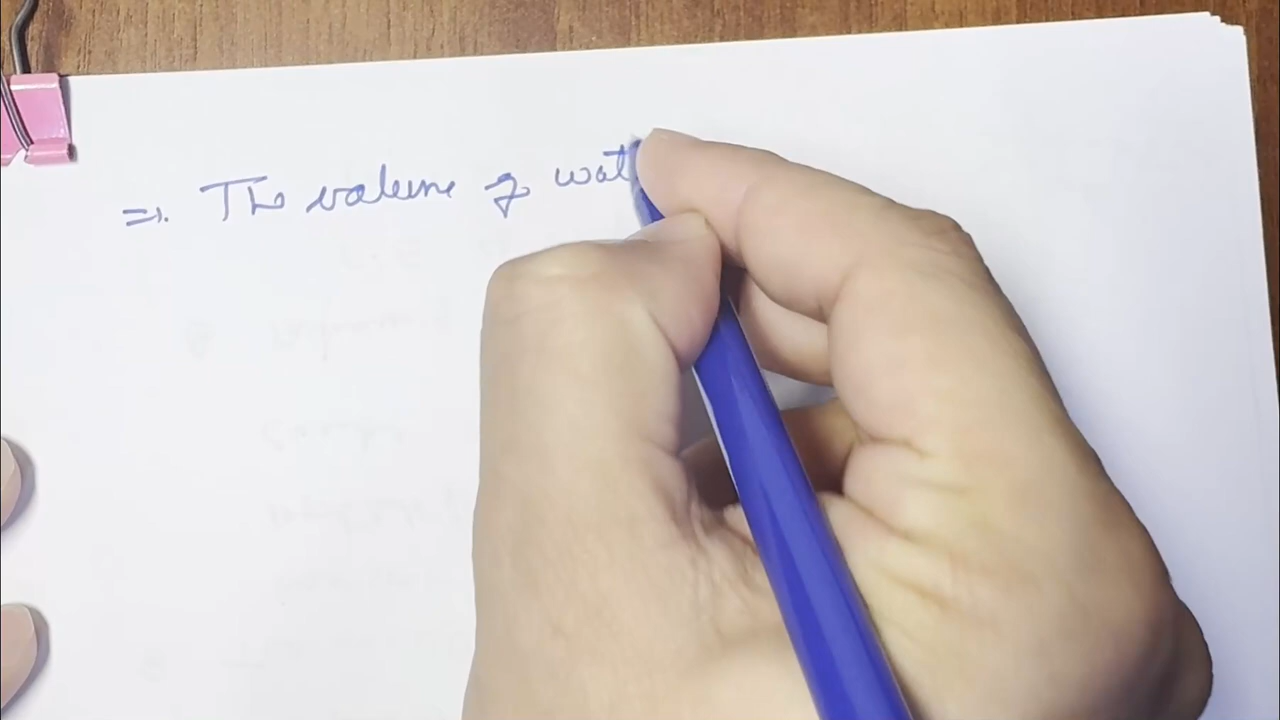 ⇒. The volume of wat